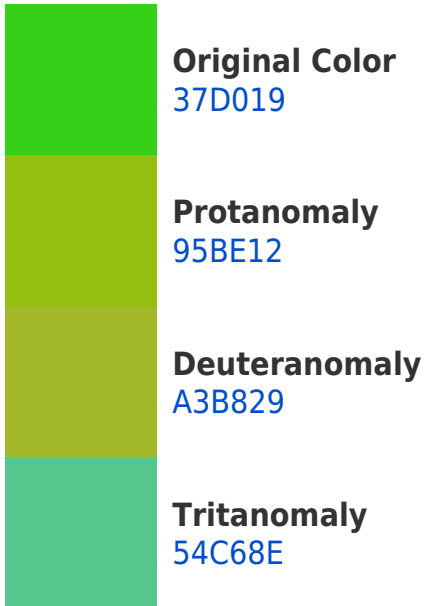 Original Color
37D019
Protanomaly
95BE12
Deuteranomaly
A3B829
Tritanomaly
54C68E